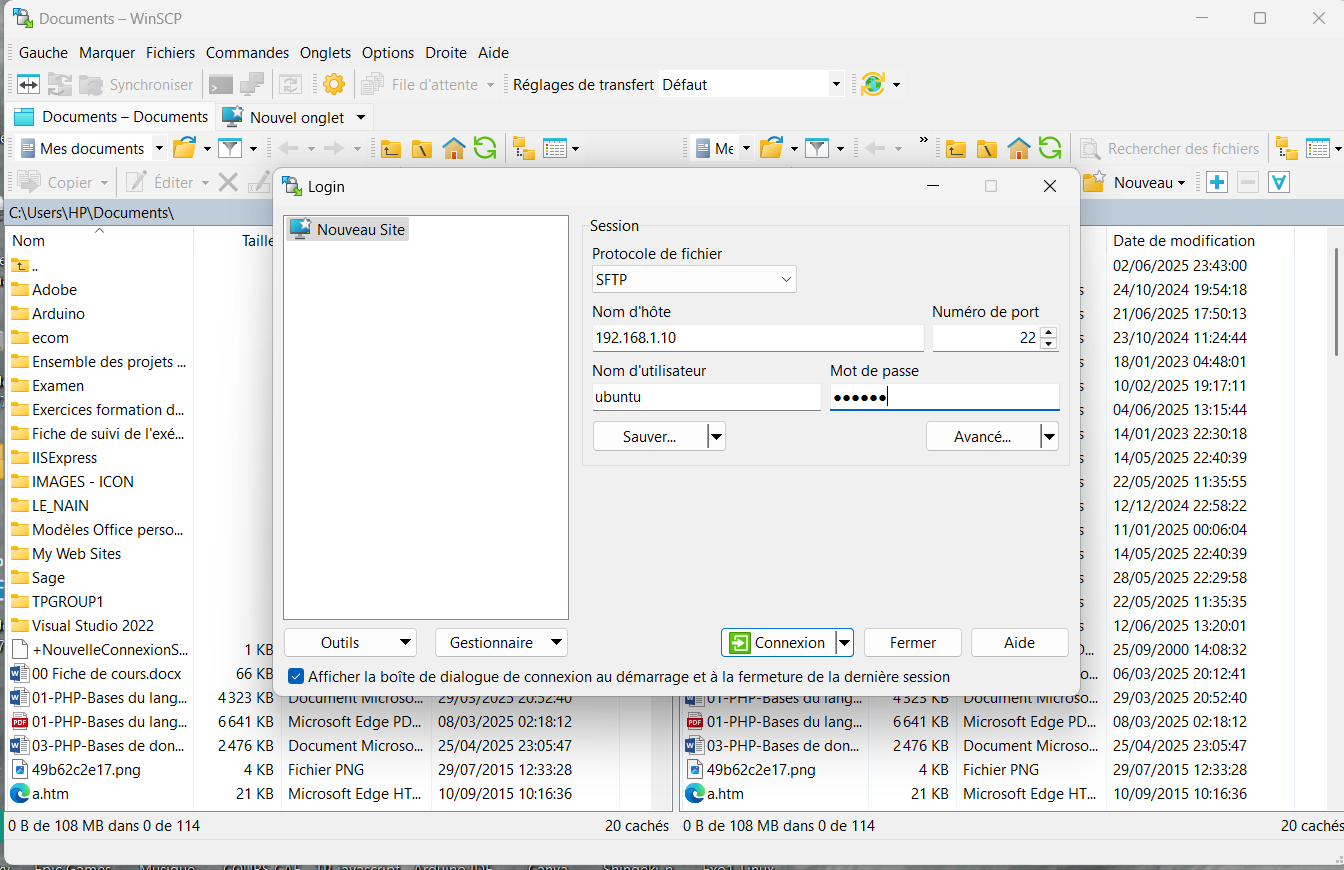 Documents – WinSCP
Gauche Marquer Fichiers Commandes Onglets Options Droite Aide
Synchroniser File d'attente Réglages de transfert Défaut
Documents – Documents Nouvel onglet
Mes documents Me » Rechercher des fichiers
Copier Éditer Nouveau
C:\Users\HP\Documents\
Nom Taille Date de modification
.. 02/06/2025 23:43:00
Adobe 24/10/2024 19:54:18
Arduino 21/06/2025 17:50:13
ecom 23/10/2024 11:24:44
Ensemble des projets ... 18/01/2023 04:48:01
Examen 10/02/2025 19:17:11
Exercices formation d... 04/06/2025 13:15:44
Fiche de suivi de l'exé... 14/01/2023 22:30:18
IISExpress 14/05/2025 22:40:39
IMAGES - ICON 22/05/2025 11:35:55
LE_NAIN 12/12/2024 22:58:22
Modèles Office perso... 11/01/2025 00:06:04
My Web Sites 14/05/2025 22:40:39
Sage 28/05/2025 22:29:58
TPGROUP1 22/05/2025 11:35:35
Visual Studio 2022 12/06/2025 13:20:01
+NouvelleConnexionS... 1 KB 25/09/2000 14:08:32
00 Fiche de cours.docx 66 KB 06/03/2025 20:12:41
01-PHP-Bases du lang... 4 323 KB Document Microso... 29/03/2025 20:52:40 01-PHP-Bases du lang... 4 323 KB Document Microso... 29/03/2025 20:52:40
01-PHP-Bases du lang... 6 641 KB Microsoft Edge PD... 08/03/2025 02:18:12 01-PHP-Bases du lang... 6 641 KB Microsoft Edge PD... 08/03/2025 02:18:12
03-PHP-Bases de don... 2 476 KB Document Microso... 25/04/2025 23:05:47 03-PHP-Bases de don... 2 476 KB Document Microso... 25/04/2025 23:05:47
49b62c2e17.png 4 KB Fichier PNG 29/07/2015 12:33:28 49b62c2e17.png 4 KB Fichier PNG 29/07/2015 12:33:28
a.htm 21 KB Microsoft Edge HT... 10/09/2015 10:16:36 a.htm 21 KB Microsoft Edge HT... 10/09/2015 10:16:36
0 B de 108 MB dans 0 de 114 20 cachés 0 B de 108 MB dans 0 de 114 20 cachés
Login
Nouveau Site
Session
Protocole de fichier
SFTP
Nom d'hôte Numéro de port
192.168.1.10 22
Nom d'utilisateur Mot de passe
ubuntu ●●●●●●
Sauver... Avancé...
Outils Gestionnaire Connexion Fermer Aide
Afficher la boîte de dialogue de connexion au démarrage et à la fermeture de la dernière session